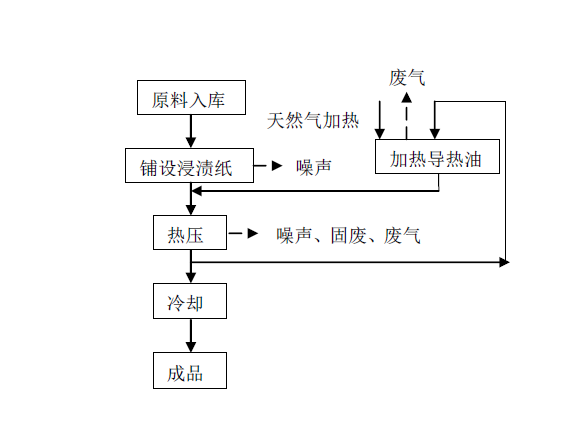 废气
原料入库
天然气加热
铺设浸渍纸
噪声
加热导热油
热压
噪声、固废、废气
冷却
成品